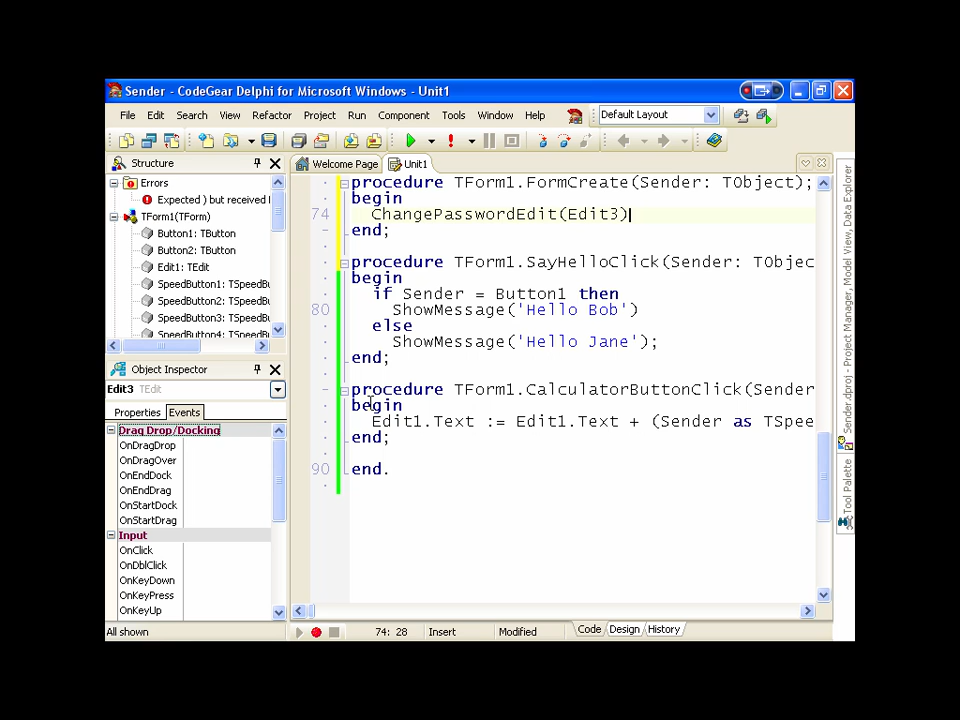 Sender - CodeGear Delphi for Microsoft Windows - Unit1
File Edit Search View Refactor Project Run Component Tools Window Help
Default Layout
Structure
Welcome Page Unit1
Errors
Expected ) but received
TForm1(TForm)
Button1: TButton
Button2: TButton
Edit1: TEdit
SpeedButton1: TSpeedBu
SpeedButton2: TSpeedBu
SpeedButton3: TSpeedBu
SpeedButton4: TSpeedBu
Object Inspector
Edit3 TEdit
Properties Events
Drag Drop/Docking
OnDragDrop
OnDragOver
OnEndDock
OnEndDrag
OnStartDock
OnStartDrag
Input
OnClick
OnDblClick
OnKeyDown
OnKeyPress
OnKeyUp
All shown
procedure TForm1.FormCreate(Sender: TObject);
begin
74 ChangePasswordEdit(Edit3)
end;
procedure TForm1.SayHelloClick(Sender: TObjec
begin
if Sender = Button1 then
80 ShowMessage('Hello Bob')
else
ShowMessage('Hello Jane');
end;
procedure TForm1.CalculatorButtonClick(Sender
begin
Edit1.Text := Edit1.Text + (Sender as TSpee
end;
90 end.
74: 28 Insert Modified Code Design History
Sender.dproj - Project Manager, Model View, Data Explorer
Tool Palette